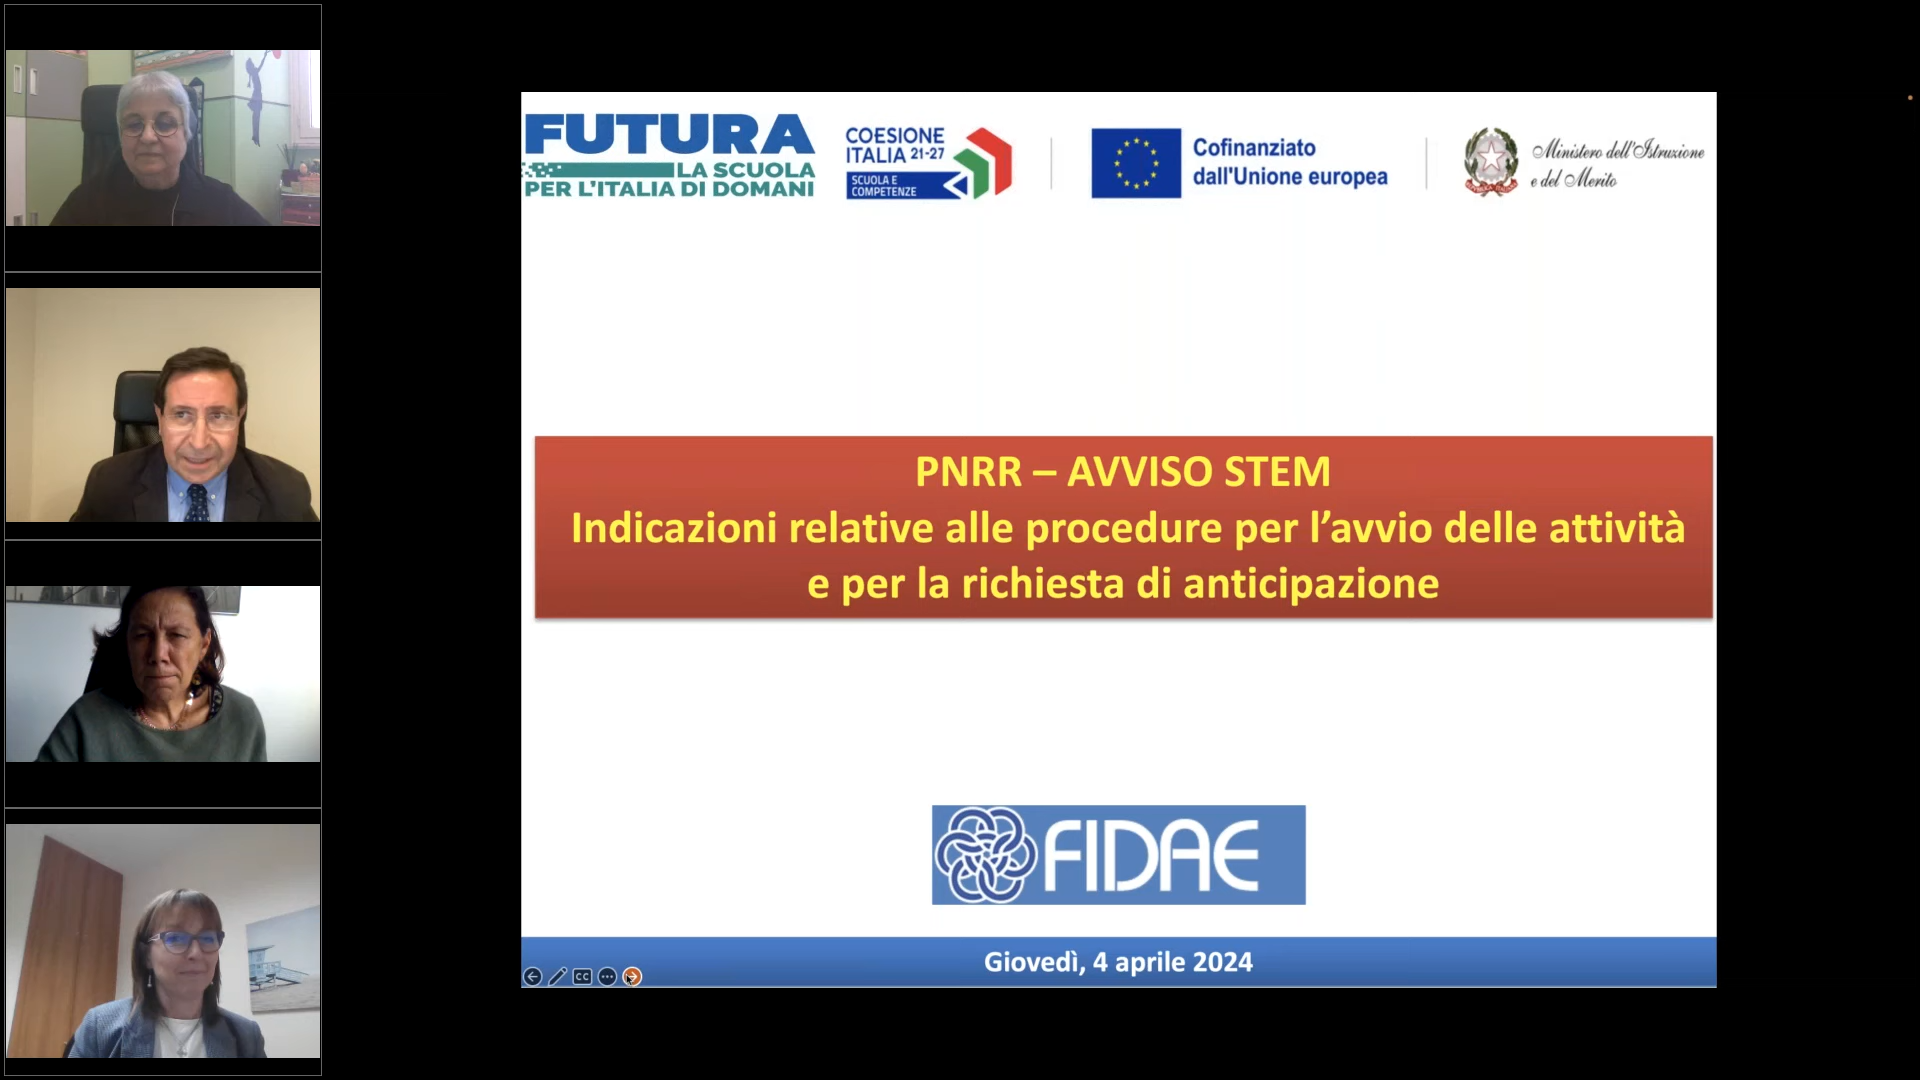 FUTURA
LA SCUOLA
PER L'ITALIA DI DOMANI
COESIONE
ITALIA 21-27
SCUOLA E
COMPETENZE
Cofinanziato
dall'Unione europea
Ministero dell'Istruzione
e del Merito
PNRR – AVVISO STEM
Indicazioni relative alle procedure per l’avvio delle attività
e per la richiesta di anticipazione
FIDAE
Giovedì, 4 aprile 2024
CC